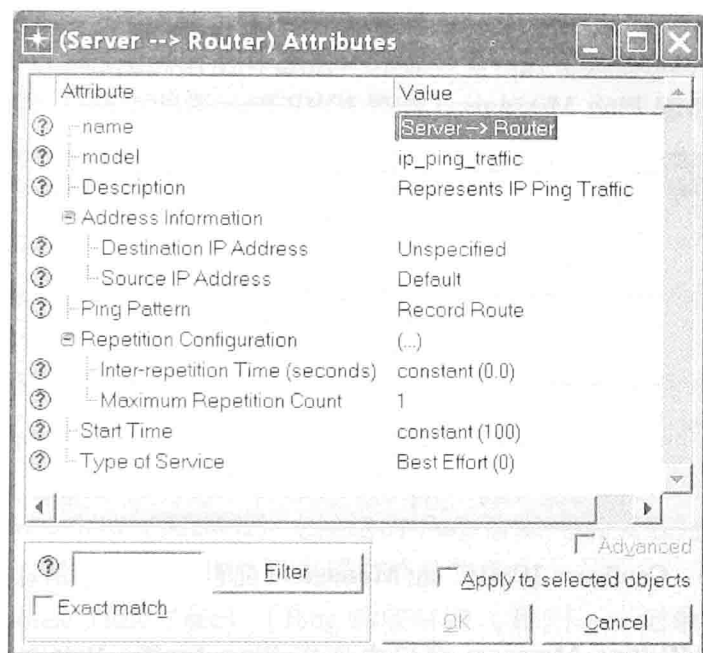 (Server --> Router) Attributes
Attribute Value
name Server --> Router
model ip_ping_traffic
Description Represents IP Ping Traffic
Address Information
Destination IP Address Unspecified
Source IP Address Default
Ping Pattern Record Route
Repetition Configuration (...)
Inter-repetition Time (seconds) constant (0.0)
Maximum Repetition Count 1
Start Time constant (100)
Type of Service Best Effort (0)
Advanced
Filter
Apply to selected objects
Exact match
OK Cancel